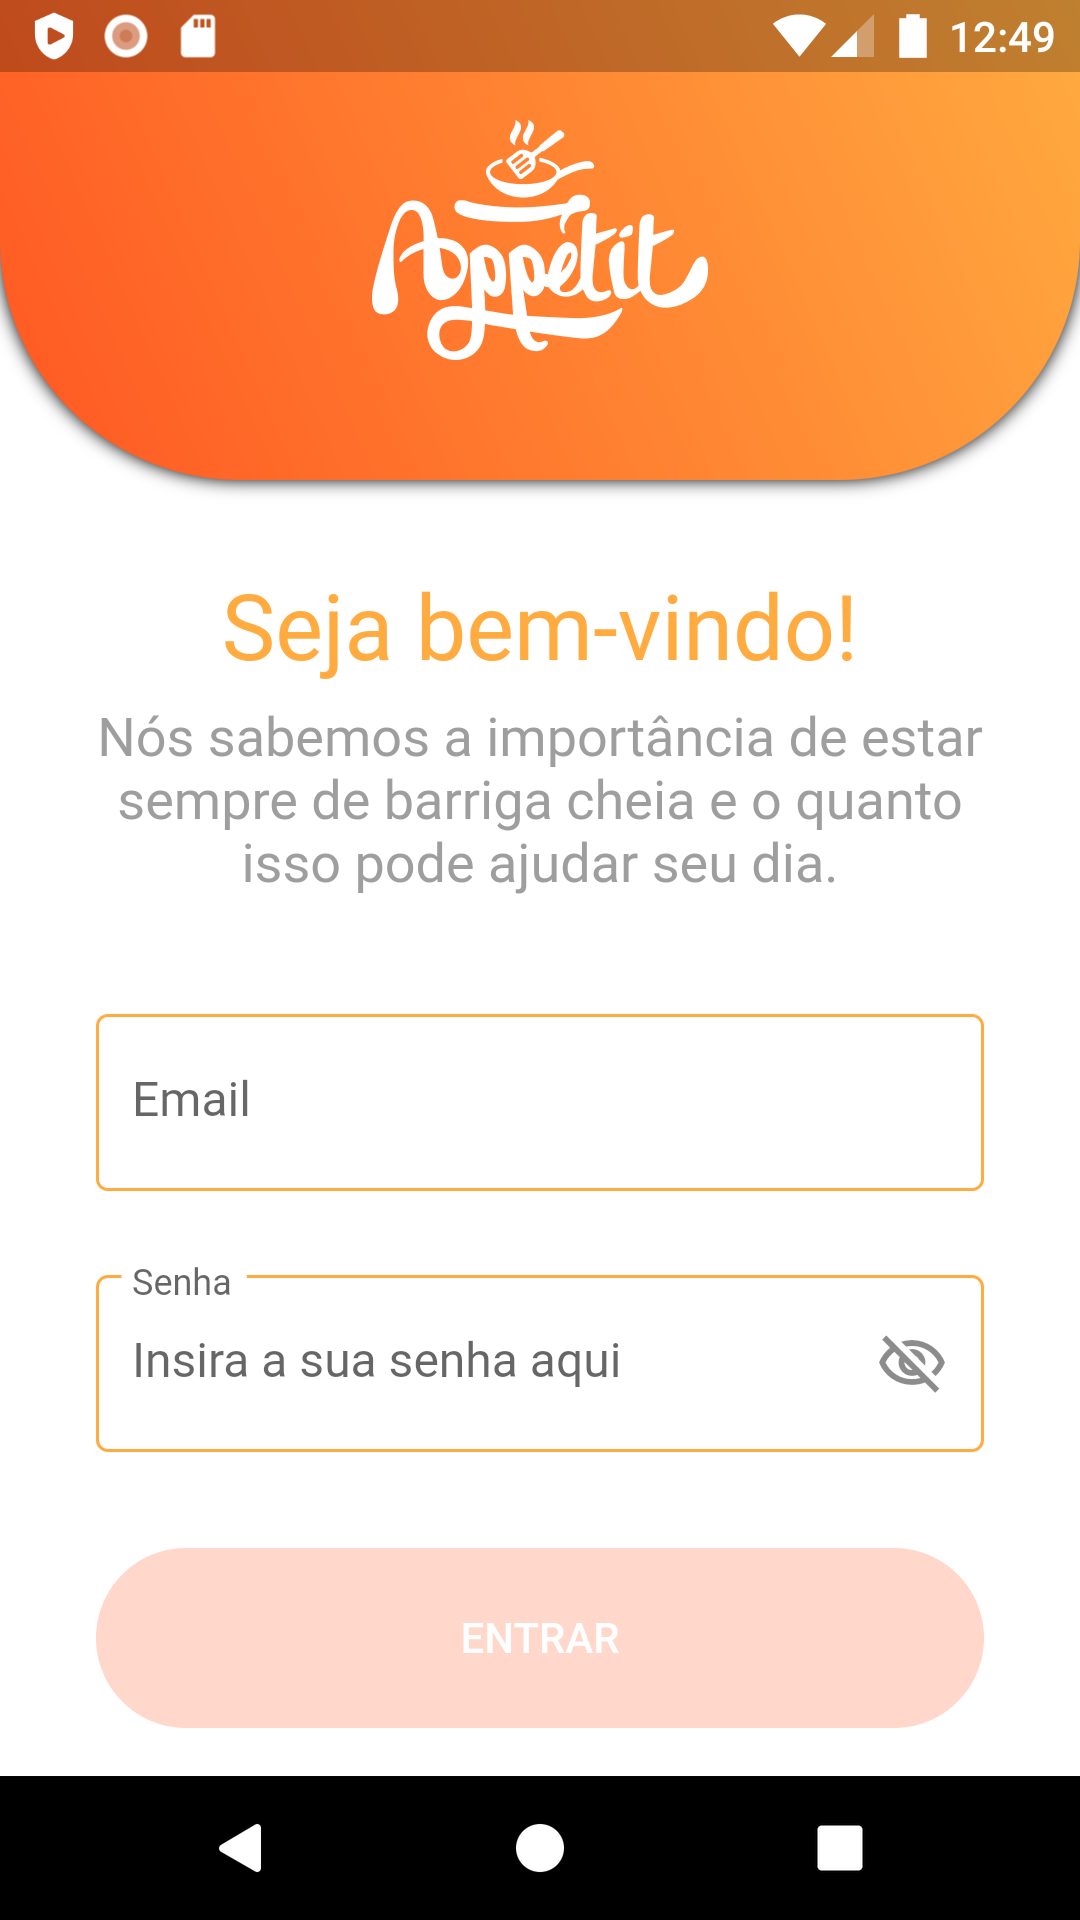 12:49
Appétit
Seja bem-vindo!
Nós sabemos a importância de estar
sempre de barriga cheia e o quanto
isso pode ajudar seu dia.
Email
Senha
Insira a sua senha aqui
ENTRAR